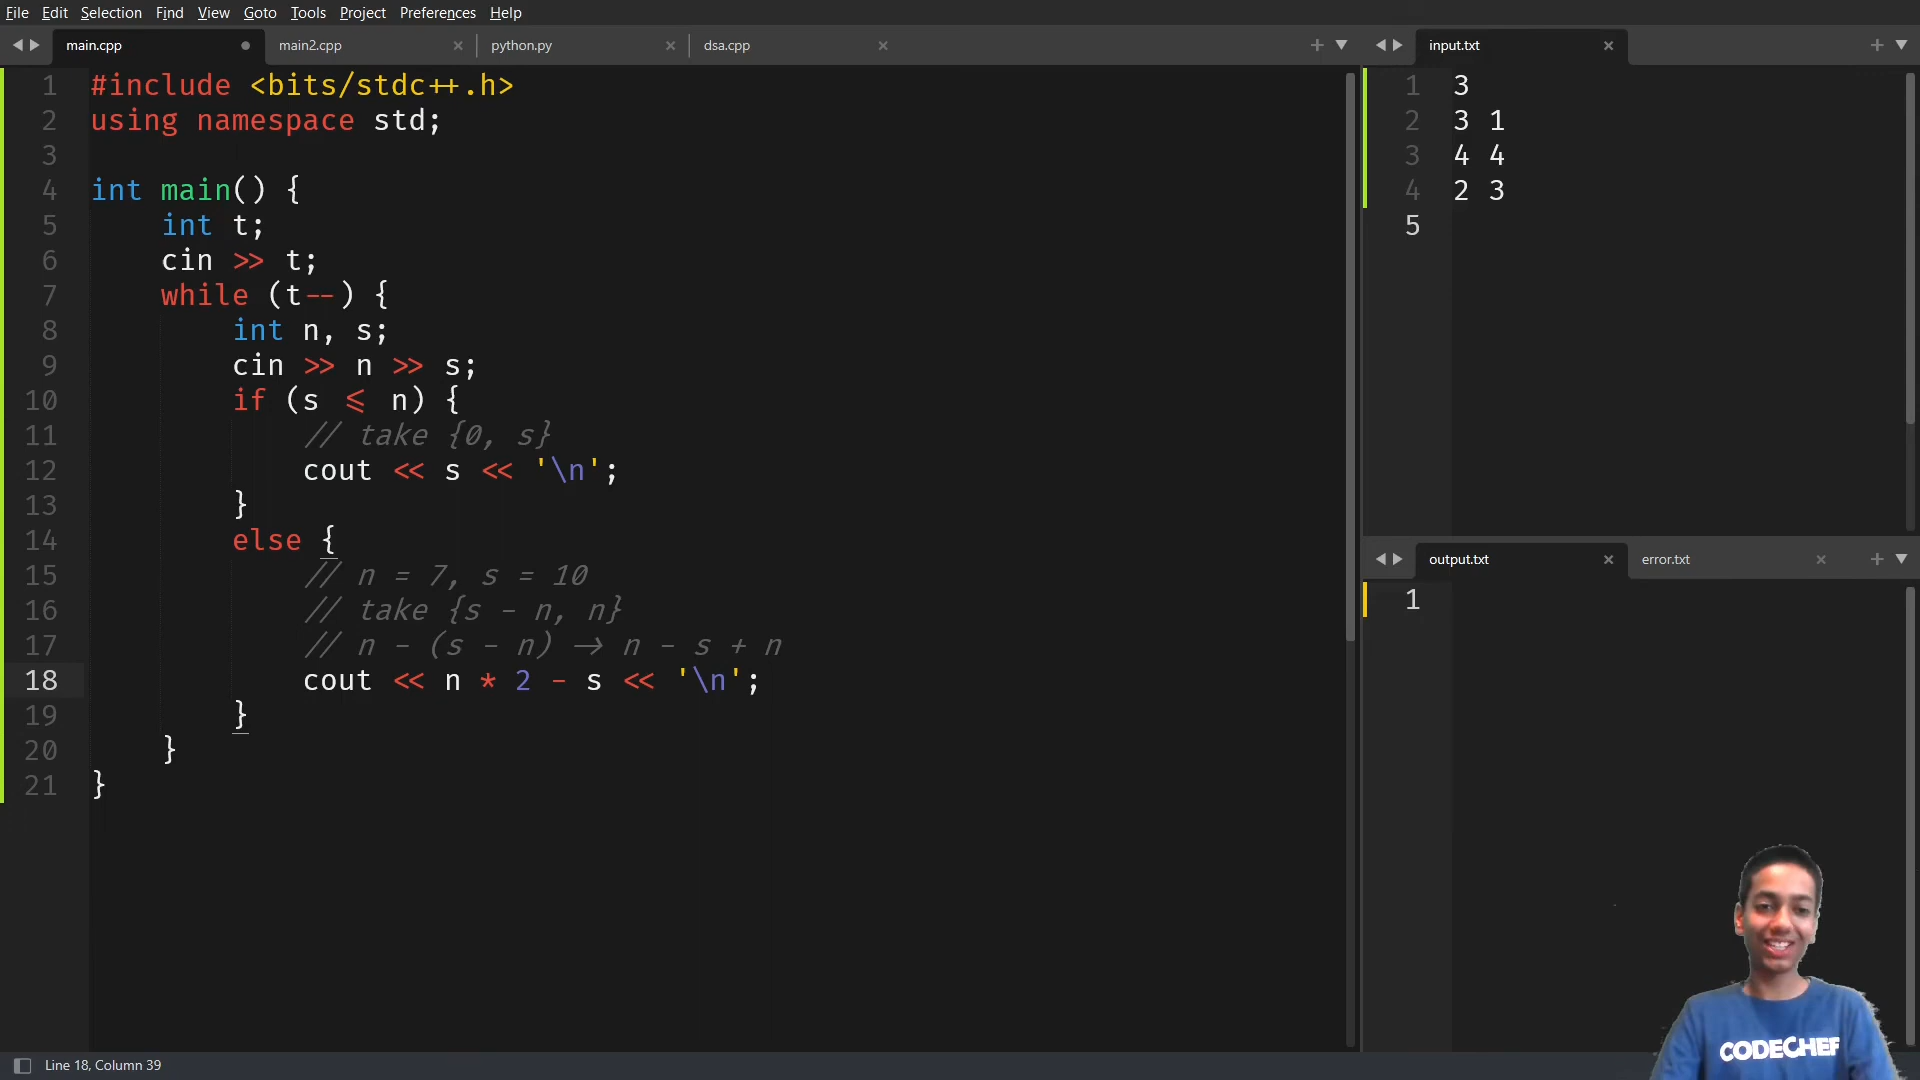 File Edit Selection Find View Goto Tools Project Preferences Help
main.cpp main2.cpp python.py dsa.cpp
1 #include <bits/stdc++.h>
2 using namespace std;
3
4 int main() {
5 int t;
6 cin >> t;
7 while (t--) {
8 int n, s;
9 cin >> n >> s;
10 if (s <= n) {
11 // take {0, s}
12 cout << s << '\n';
13 }
14 else {
15 // n = 7, s = 10
16 // take {s - n, n}
17 // n - (s - n) -> n - s + n
18 cout << n * 2 - s << '\n';
19 }
20 }
21 }
input.txt
1 3
2 3 1
3 4 4
4 2 3
5
output.txt error.txt
1
CODECHEF
Line 18, Column 39